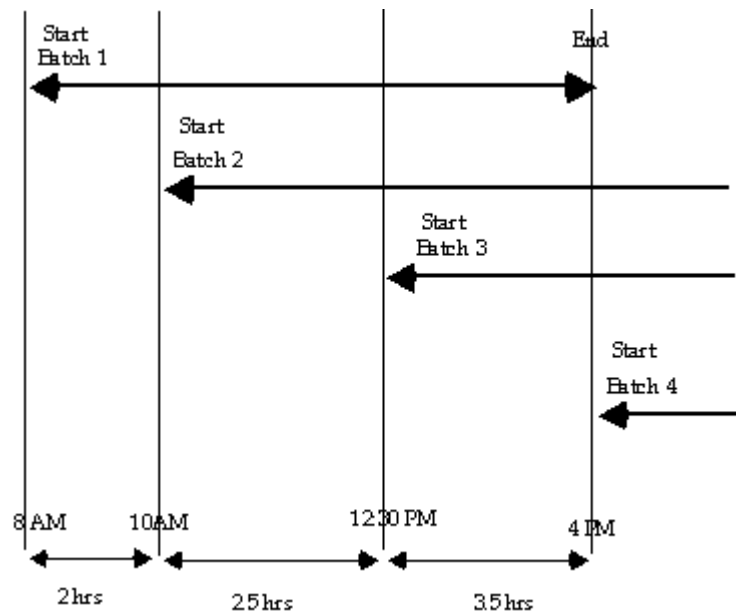 Start
Batch 1
End
Start
Batch 2
Start
Batch 3
Start
Batch 4
8 AM
10AM
12:30 PM
4 PM
2hrs
2.5hrs
3.5hrs